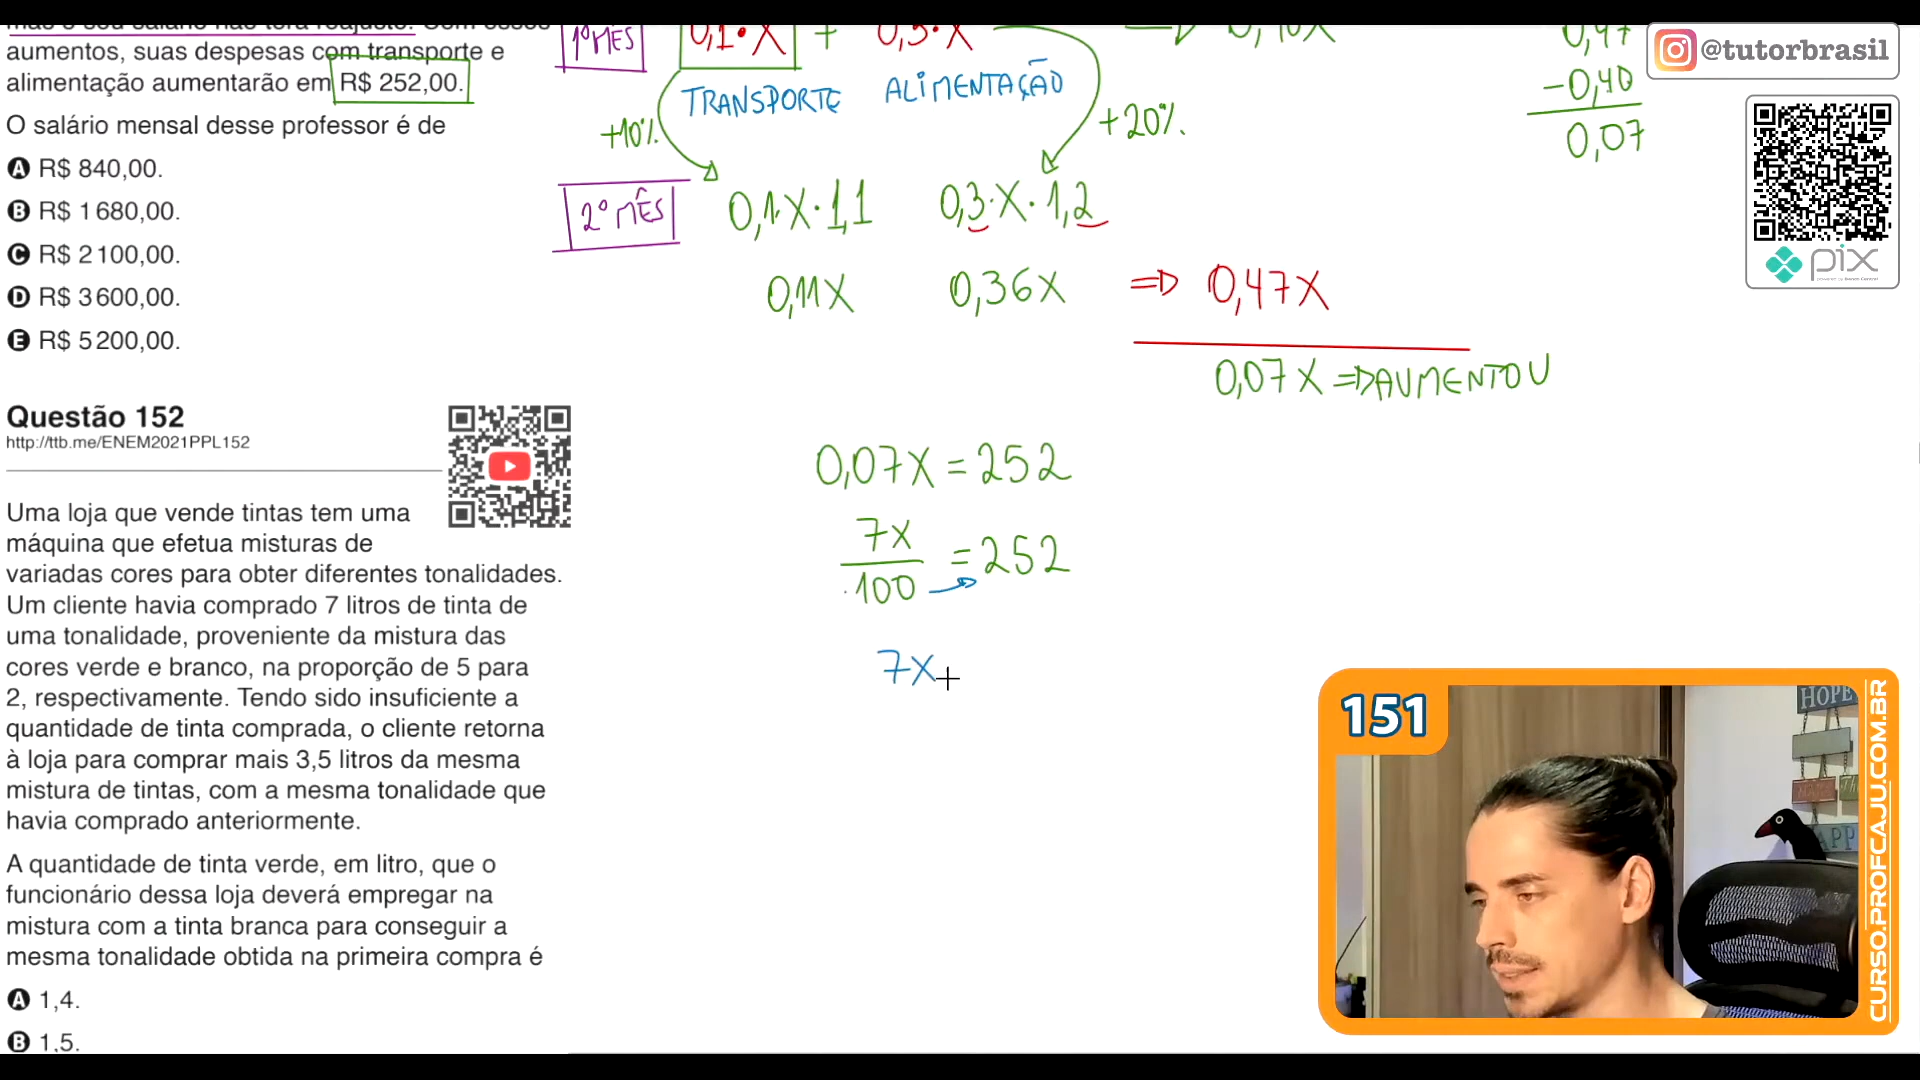 aumentos, suas despesas com transporte e
alimentação aumentarão em R$ 252,00.
O salário mensal desse professor é de
A R$ 840,00.
B R$ 1 680,00.
C R$ 2 100,00.
D R$ 3 600,00.
E R$ 5 200,00.
Questão 152
http://ttb.me/ENEM2021PPL152
Uma loja que vende tintas tem uma
máquina que efetua misturas de
variadas cores para obter diferentes tonalidades.
Um cliente havia comprado 7 litros de tinta de
uma tonalidade, proveniente da mistura das
cores verde e branco, na proporção de 5 para
2, respectivamente. Tendo sido insuficiente a
quantidade de tinta comprada, o cliente retorna
à loja para comprar mais 3,5 litros da mesma
mistura de tintas, com a mesma tonalidade que
havia comprado anteriormente.
A quantidade de tinta verde, em litro, que o
funcionário dessa loja deverá empregar na
mistura com a tinta branca para conseguir a
mesma tonalidade obtida na primeira compra é
A 1,4.
B 1,5.
1º MÊS 0,1·X + 0,3·X ⇒ 0,40X
TRANSPORTE ALIMENTAÇÃO
+10% +20%
2º MÊS 0,1·X·1,1 0,3·X·1,2
0,11X 0,36X ⇒ 0,47X
0,07X ⇒ AUMENTOU
0,07X = 252
7X
100
= 252
7X
0,47
-0,40
0,07
@tutorbrasil
pix
151
HOPE
CURSO.PROFCAJU.COM.BR